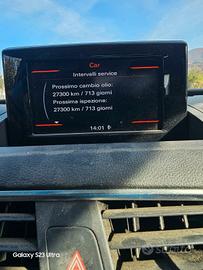 Car
Intervalli service
Prossimo cambio olio:
27300 km / 713 giorni
Prossima ispezione:
27300 km / 713 giorni
14:01
Galaxy S23 Ultra